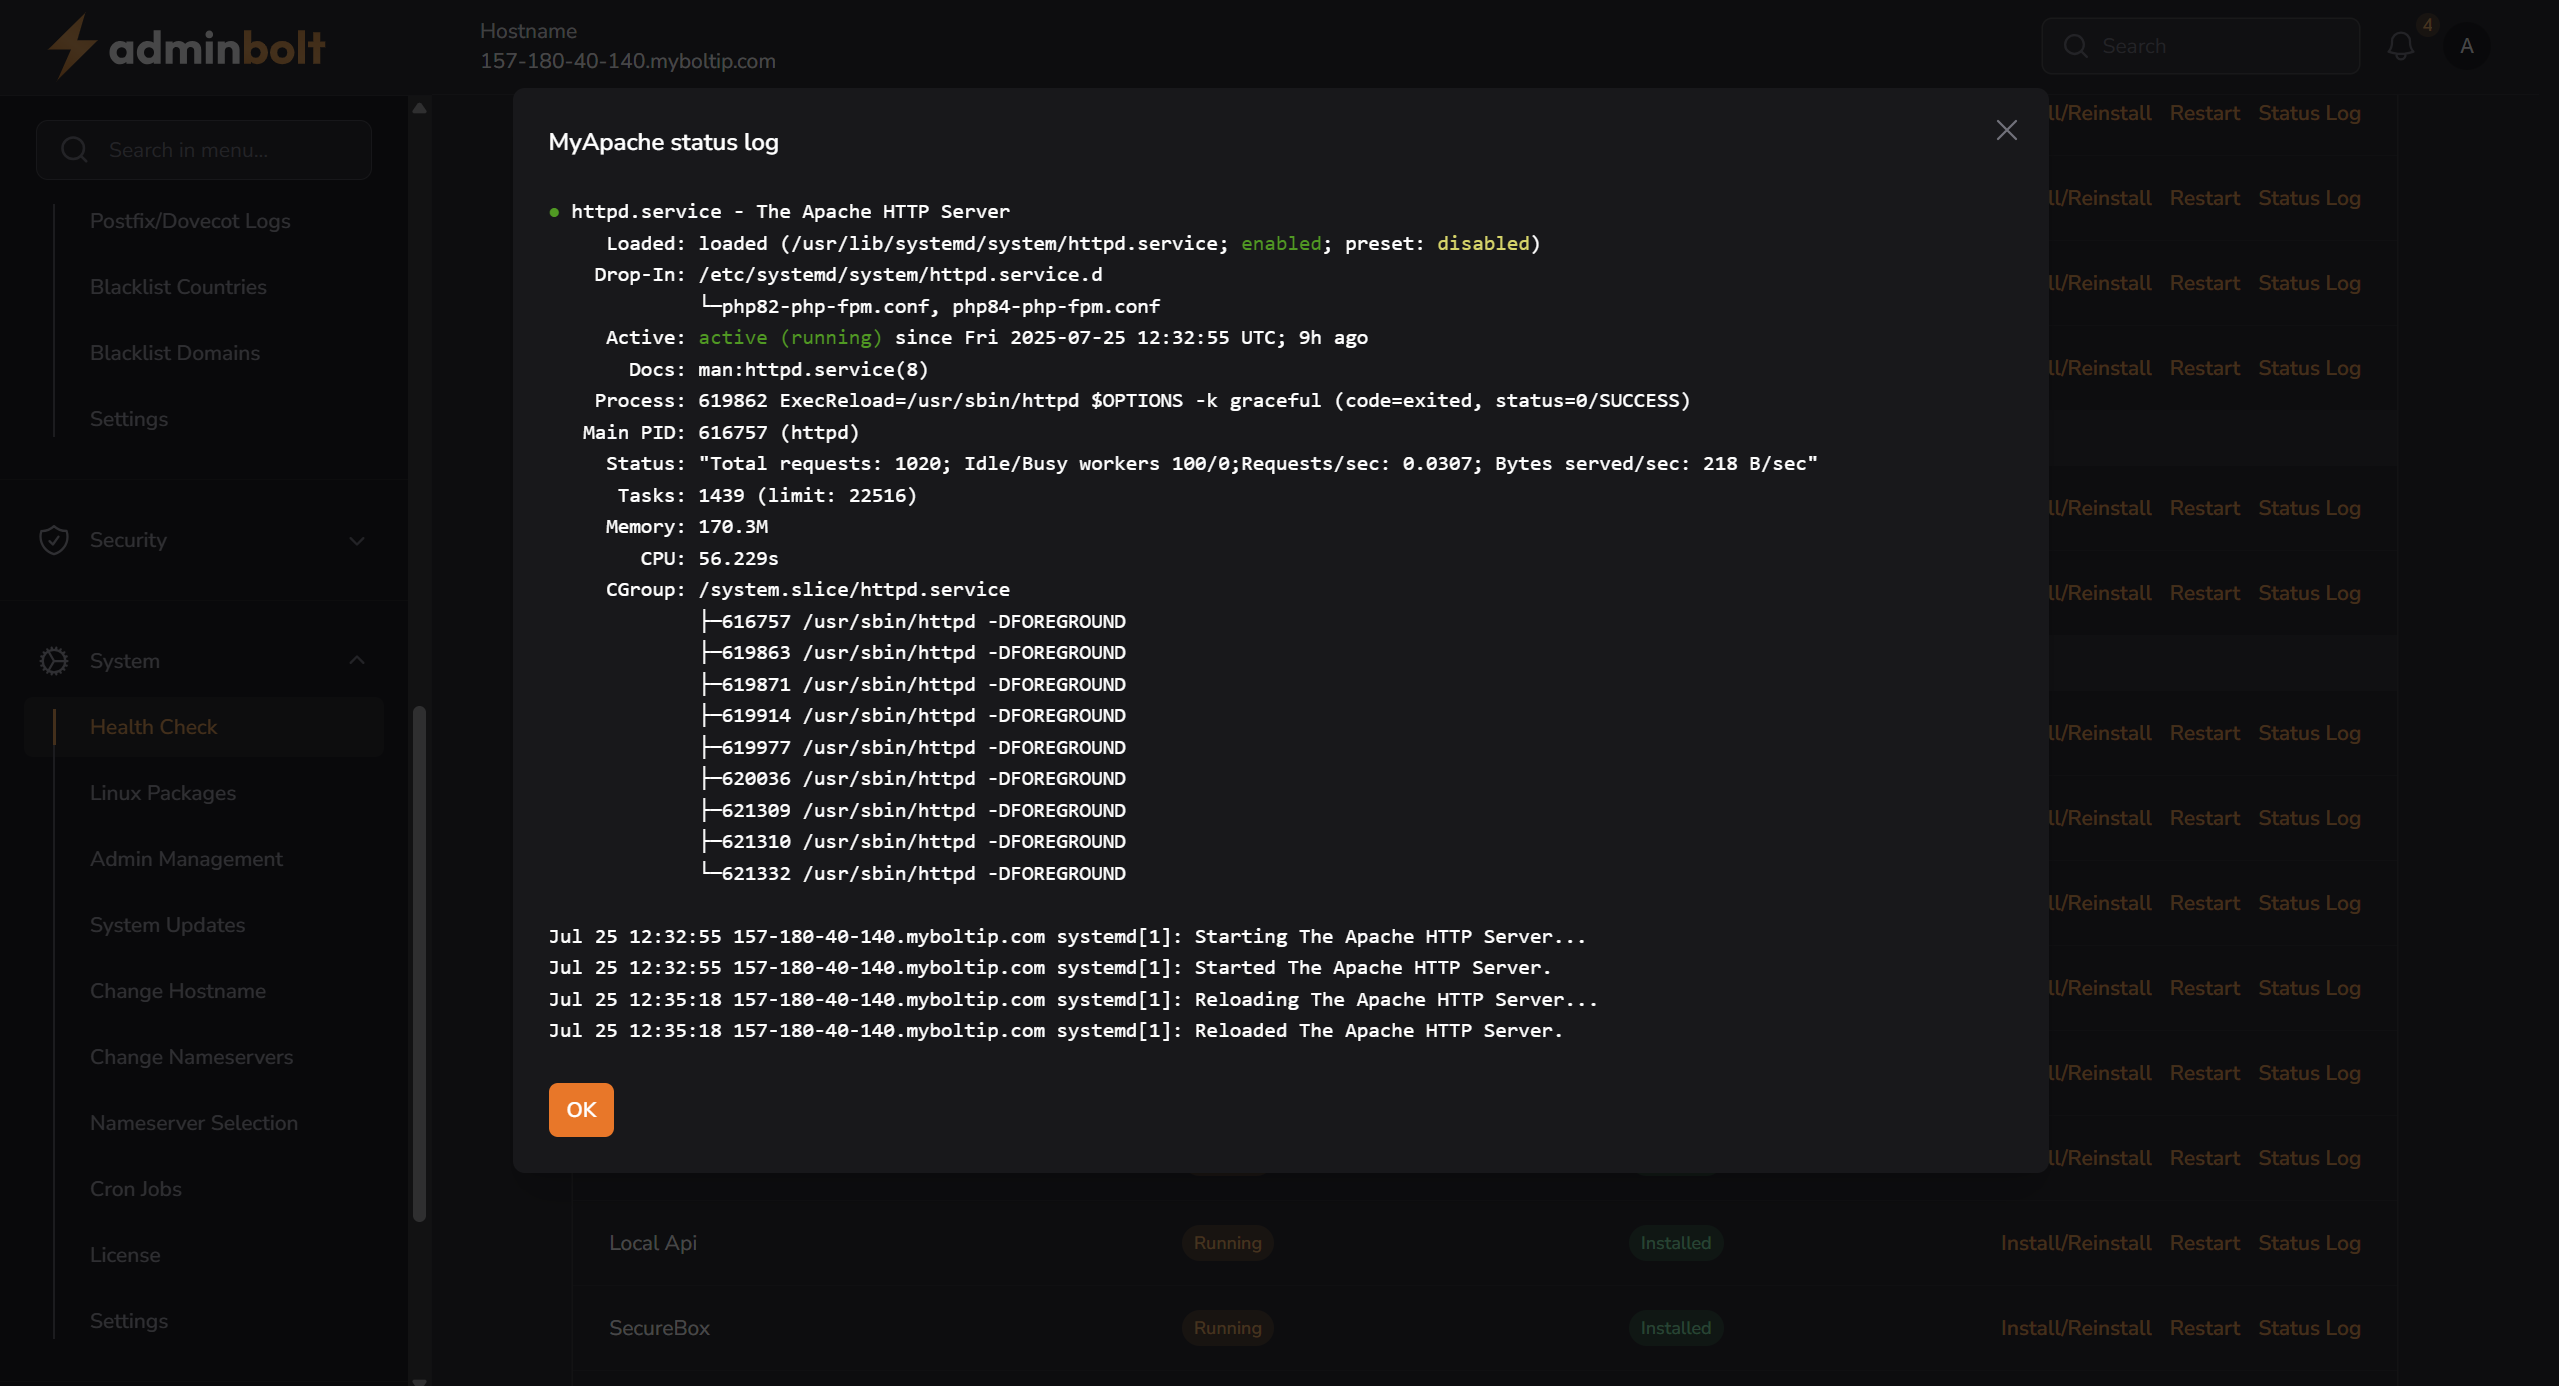 adminbolt
Hostname
157-180-40-140.myboltip.com
Search
4
A
Search in menu...
Postfix/Dovecot Logs
Blacklist Countries
Blacklist Domains
Settings
Security
System
Health Check
Linux Packages
Admin Management
System Updates
Change Hostname
Change Nameservers
Nameserver Selection
Cron Jobs
License
Settings
MyApache status log
● httpd.service - The Apache HTTP Server
Loaded: loaded (/usr/lib/systemd/system/httpd.service; enabled; preset: disabled)
Drop-In: /etc/systemd/system/httpd.service.d
└─php82-php-fpm.conf, php84-php-fpm.conf
Active: active (running) since Fri 2025-07-25 12:32:55 UTC; 9h ago
Docs: man:httpd.service(8)
Process: 619862 ExecReload=/usr/sbin/httpd $OPTIONS -k graceful (code=exited, status=0/SUCCESS)
Main PID: 616757 (httpd)
Status: "Total requests: 1020; Idle/Busy workers 100/0;Requests/sec: 0.0307; Bytes served/sec: 218 B/sec"
Tasks: 1439 (limit: 22516)
Memory: 170.3M
CPU: 56.229s
CGroup: /system.slice/httpd.service
├─616757 /usr/sbin/httpd -DFOREGROUND
├─619863 /usr/sbin/httpd -DFOREGROUND
├─619871 /usr/sbin/httpd -DFOREGROUND
├─619914 /usr/sbin/httpd -DFOREGROUND
├─619977 /usr/sbin/httpd -DFOREGROUND
├─620036 /usr/sbin/httpd -DFOREGROUND
├─621309 /usr/sbin/httpd -DFOREGROUND
├─621310 /usr/sbin/httpd -DFOREGROUND
└─621332 /usr/sbin/httpd -DFOREGROUND
Jul 25 12:32:55 157-180-40-140.myboltip.com systemd[1]: Starting The Apache HTTP Server...
Jul 25 12:32:55 157-180-40-140.myboltip.com systemd[1]: Started The Apache HTTP Server.
Jul 25 12:35:18 157-180-40-140.myboltip.com systemd[1]: Reloading The Apache HTTP Server...
Jul 25 12:35:18 157-180-40-140.myboltip.com systemd[1]: Reloaded The Apache HTTP Server.
OK
ll/Reinstall Restart Status Log
ll/Reinstall Restart Status Log
ll/Reinstall Restart Status Log
ll/Reinstall Restart Status Log
ll/Reinstall Restart Status Log
ll/Reinstall Restart Status Log
ll/Reinstall Restart Status Log
ll/Reinstall Restart Status Log
ll/Reinstall Restart Status Log
ll/Reinstall Restart Status Log
ll/Reinstall Restart Status Log
ll/Reinstall Restart Status Log
Local Api Running Installed Install/Reinstall Restart Status Log
SecureBox Running Installed Install/Reinstall Restart Status Log